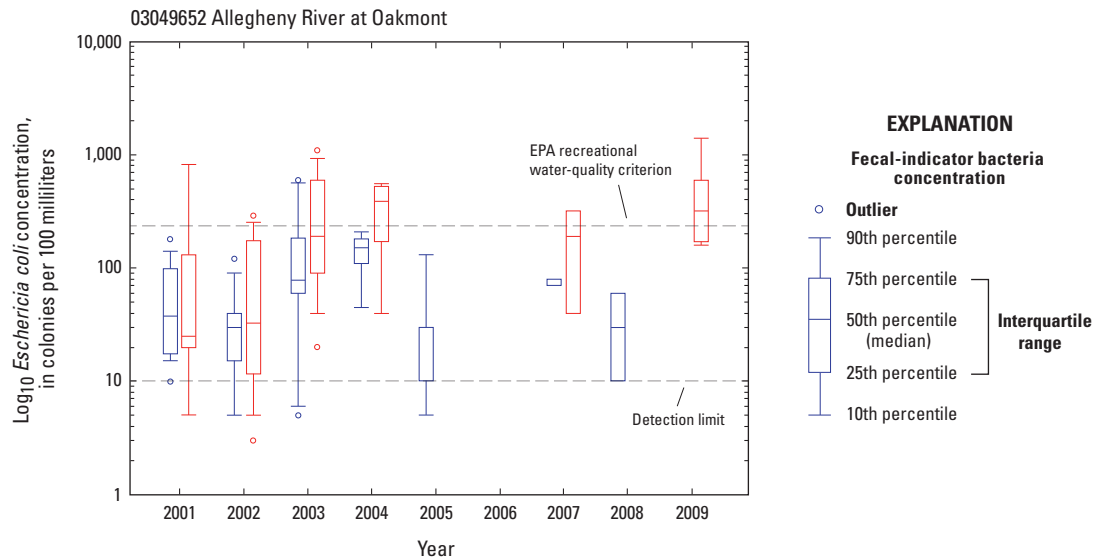 03049652 Allegheny River at Oakmont
Log10 Eschericia coli concentration,
in colonies per 100 milliliters
10,000
1,000
100
10
1
EPA recreational
water-quality criterion
Detection limit
2001 2002 2003 2004 2005 2006 2007 2008 2009
Year
EXPLANATION
Fecal-indicator bacteria
concentration
Outlier
90th percentile
75th percentile
50th percentile
(median)
Interquartile
range
25th percentile
10th percentile